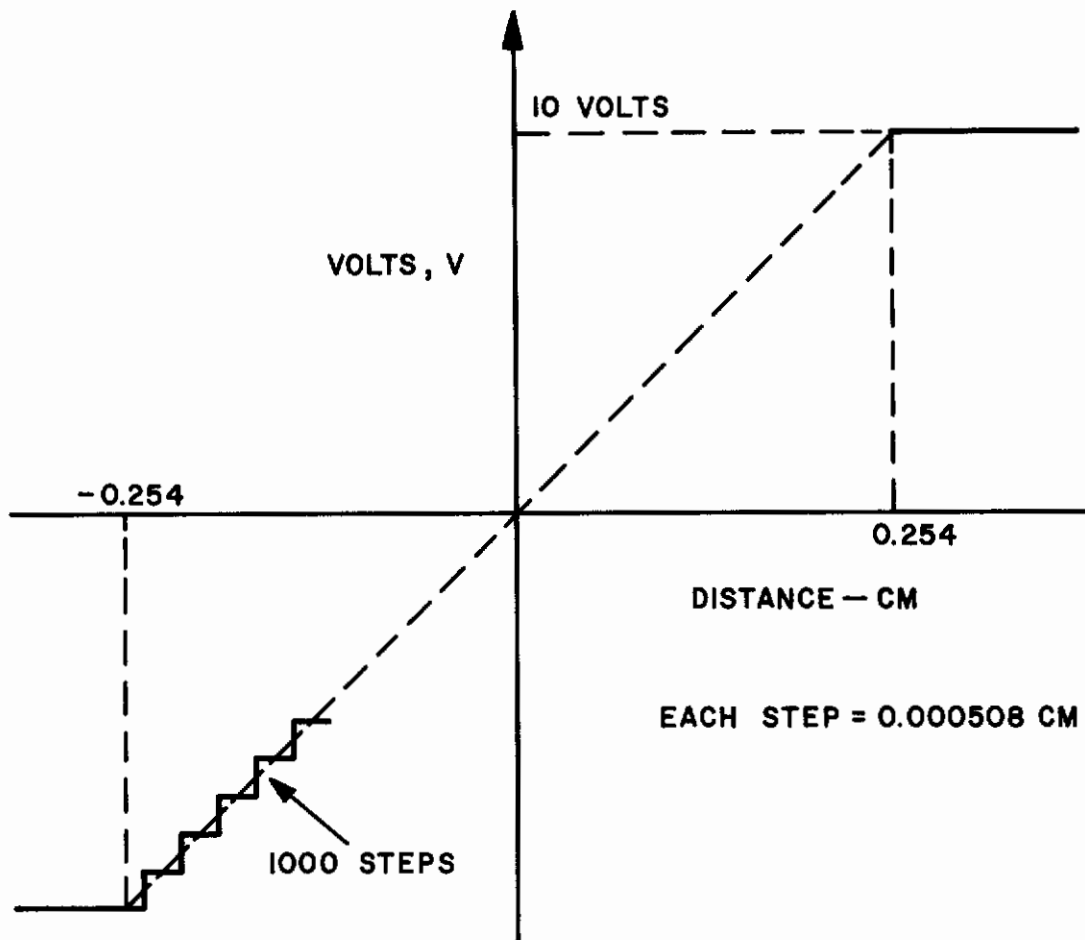 10 VOLTS
VOLTS, V
-0.254
0.254
DISTANCE — CM
EACH STEP = 0.000508 CM
1000 STEPS